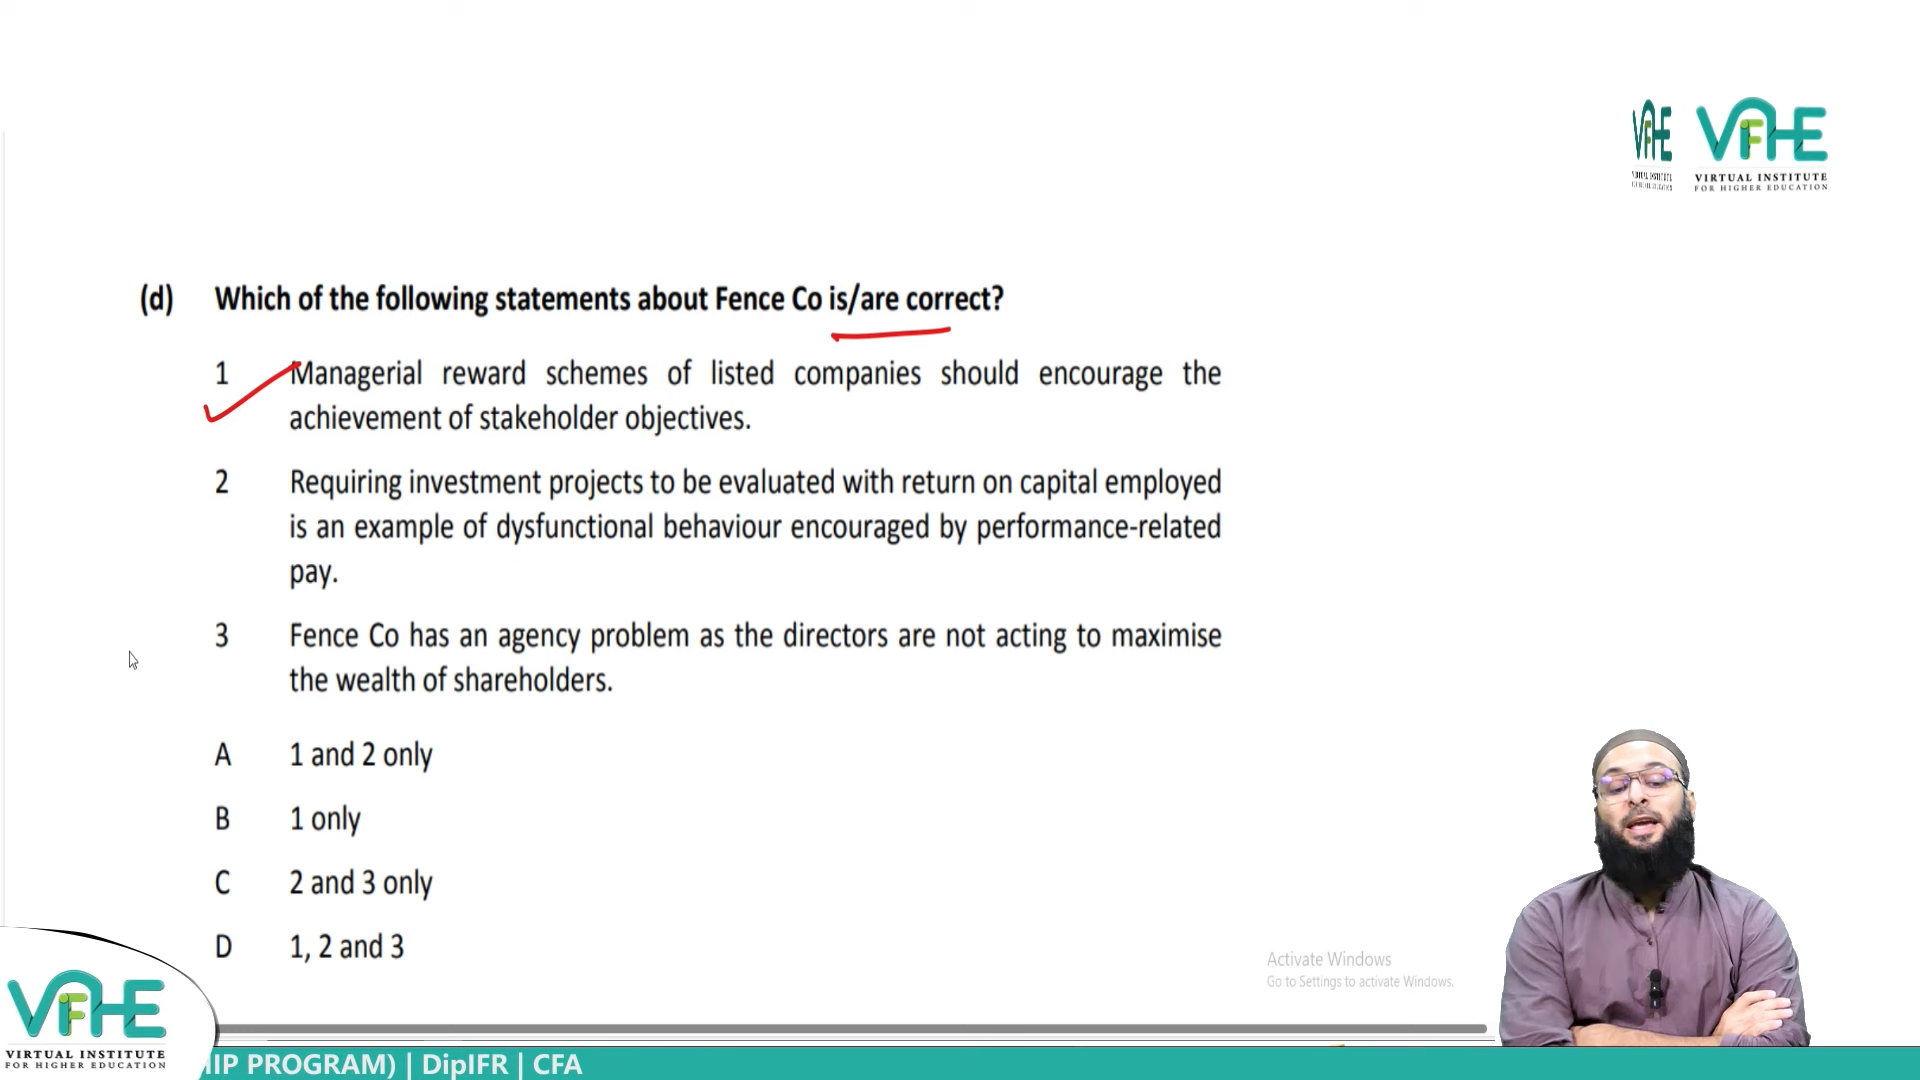 VFHE VFHE
VIRTUAL INSTITUTE
FOR HIGHER EDUCATION
(d) Which of the following statements about Fence Co is/are correct?
1 Managerial reward schemes of listed companies should encourage the
achievement of stakeholder objectives.
2 Requiring investment projects to be evaluated with return on capital employed
is an example of dysfunctional behaviour encouraged by performance-related
pay.
3 Fence Co has an agency problem as the directors are not acting to maximise
the wealth of shareholders.
A 1 and 2 only
B 1 only
C 2 and 3 only
D 1, 2 and 3
Activate Windows
Go to Settings to activate Windows.
VFHE
VIRTUAL INSTITUTE
FOR HIGHER EDUCATION
HIP PROGRAM) | DipIFR | CFA